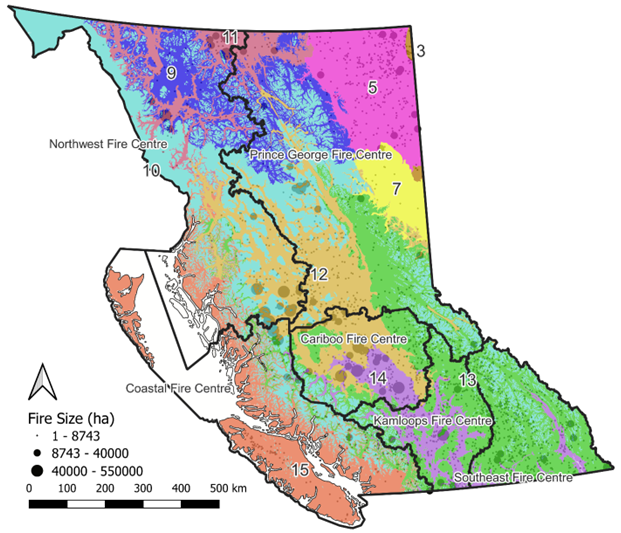 11
3
9
5
Northwest Fire Centre
Prince George Fire Centre
10
7
12
Cariboo Fire Centre
14
13
Coastal Fire Centre
Kamloops Fire Centre
Fire Size (ha)
1 - 8743
8743 - 40000
40000 - 550000
15
Southeast Fire Centre
0 100 200 300 400 500 km